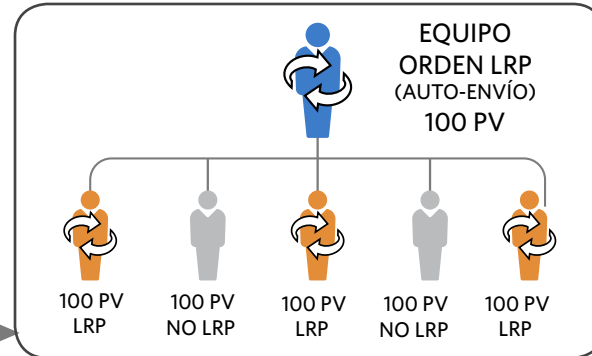 EQUIPO
ORDEN LRP
(AUTO-ENVÍO)
100 PV
100 PV
LRP
100 PV
NO LRP
100 PV
LRP
100 PV
NO LRP
100 PV
LRP